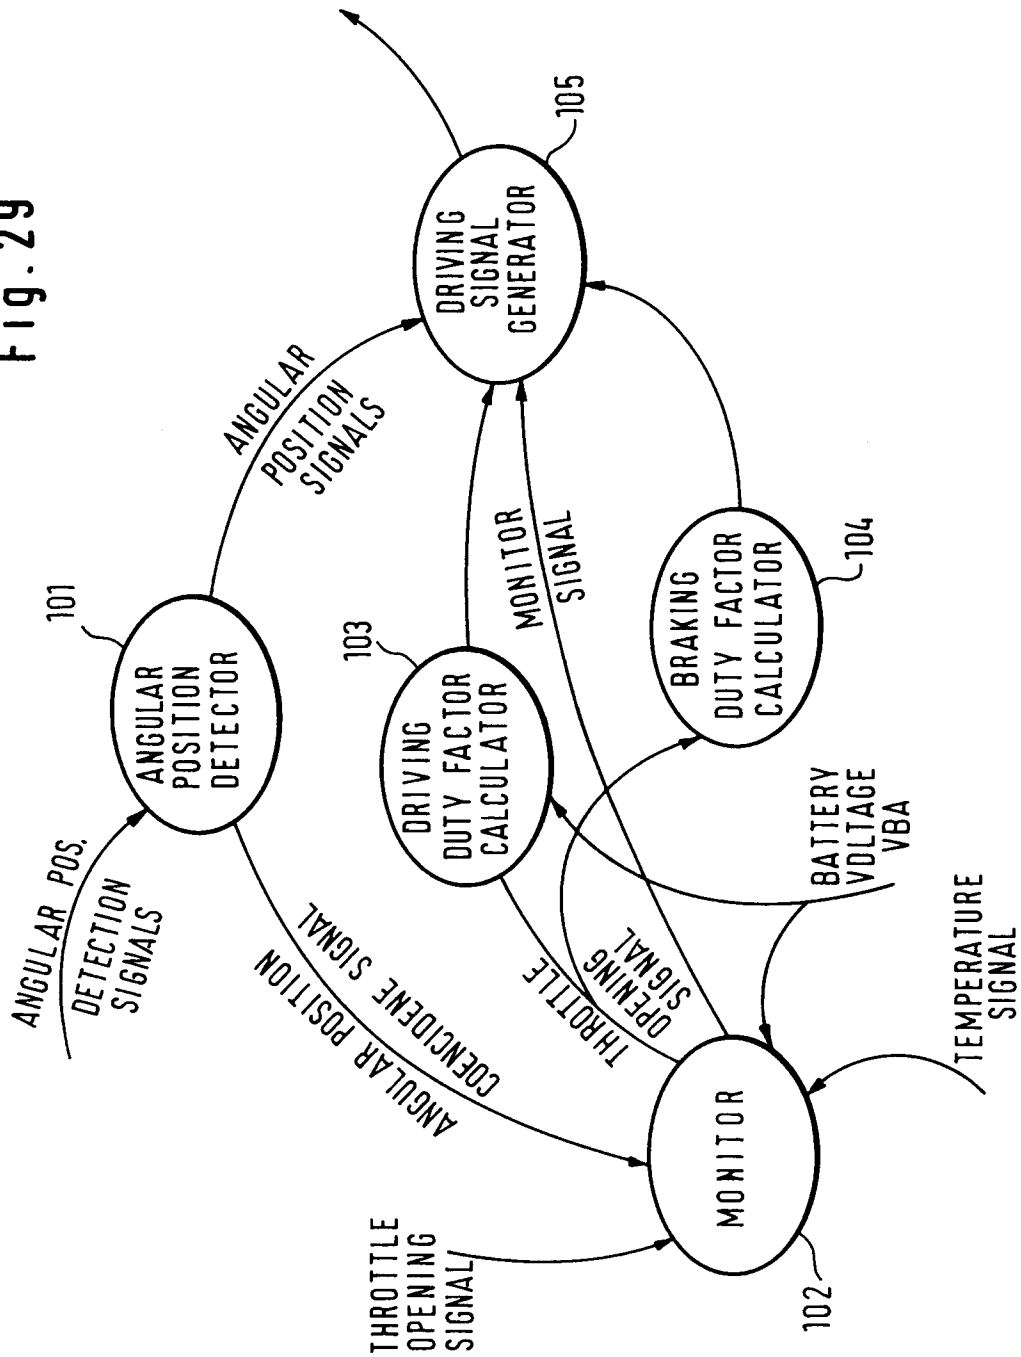 Fig. 29
ANGULAR POS.
DETECTION
SIGNALS
101
ANGULAR
POSITION
DETECTOR
ANGULAR
POSITION
SIGNALS
105
DRIVING
SIGNAL
GENERATOR
ANGULAR POSITION
COENCIDENE SIGNAL
103
DRIVING
DUTY FACTOR
CALCULATOR
MONITOR
SIGNAL
THROTTLE
OPENING
SIGNAL
THROTTLE
OPENING
SIGNAL
MONITOR
102
BRAKING
DUTY FACTOR
CALCULATOR
104
BATTERY
VOLTAGE
VBA
TEMPERATURE
SIGNAL